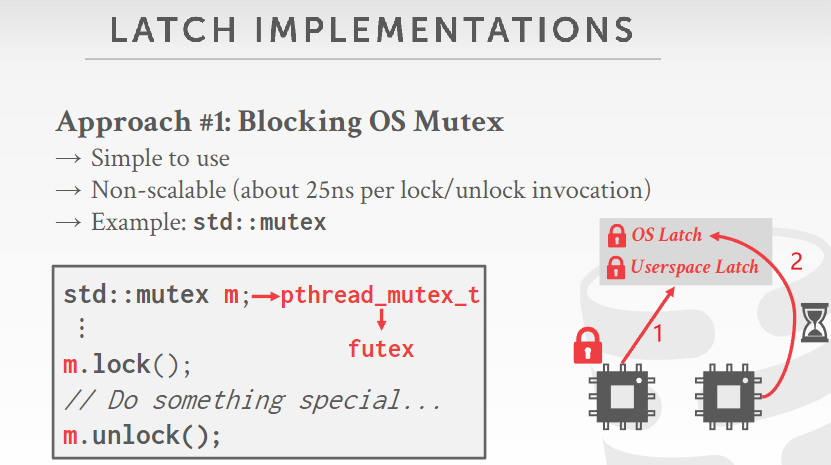 LATCH IMPLEMENTATIONS
Approach #1: Blocking OS Mutex
→ Simple to use
→ Non-scalable (about 25ns per lock/unlock invocation)
→ Example: std::mutex
std::mutex m;→pthread_mutex_t
⋮
futex
m.lock();
// Do something special...
m.unlock();
OS Latch
Userspace Latch
1
2